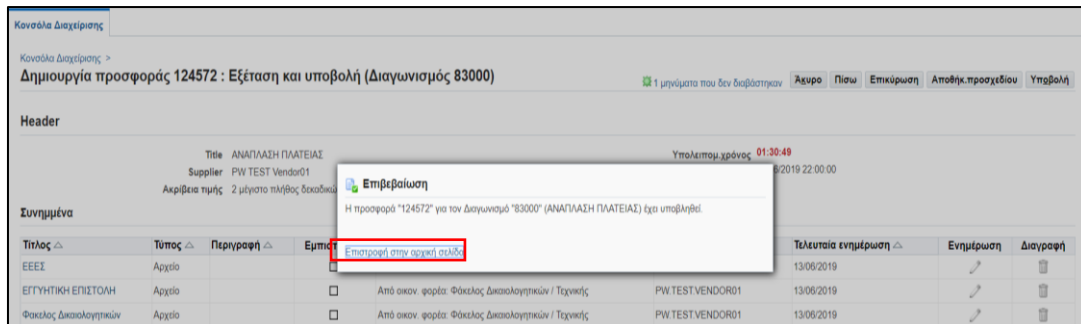 Κονσόλα Διαχείρισης
Κονσόλα Διαχείρισης >
Δημιουργία προσφοράς 124572 : Εξέταση και υποβολή (Διαγωνισμός 83000)
1 μηνύματα που δεν διαβάστηκαν Άκυρο Πίσω Επικύρωση Αποθήκ.προσχεδίου Υποβολή
Header
Title ΑΝΑΠΛΑΣΗ ΠΛΑΤΕΙΑΣ Υπολειπομ.χρόνος 01:30:49
Supplier PW TEST Vendor01 6/2019 22:00:00
Ακρίβεια τιμής 2 μέγιστο πλήθος δεκαδικώ
Επιβεβαίωση
Η προσφορά "124572" για τον Διαγωνισμό "83000" (ΑΝΑΠΛΑΣΗ ΠΛΑΤΕΙΑΣ) έχει υποβληθεί.
Επιστροφή στην αρχική σελίδα
Συνημμένα
Τίτλος Τύπος Περιγραφή Εμπιστ Τελευταία ενημέρωση Ενημέρωση Διαγραφή
ΕΕΕΣ Αρχείο 13/06/2019
ΕΓΓΥΗΤΙΚΗ ΕΠΙΣΤΟΛΗ Αρχείο Από οικον. φορέα: Φάκελος Δικαιολογητικών / Τεχνικής PW.TEST.VENDOR01 13/06/2019
Φακελος Δικαιολογητικών Αρχείο Από οικον. φορέα: Φάκελος Δικαιολογητικών / Τεχνικής PW.TEST.VENDOR01 13/06/2019